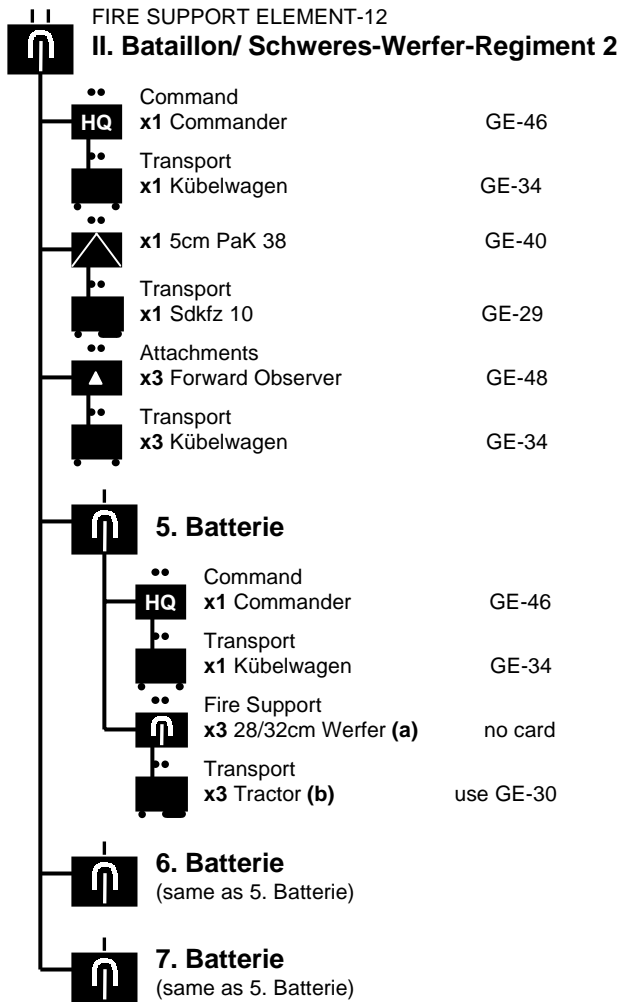 FIRE SUPPORT ELEMENT-12
II. Bataillon/ Schweres-Werfer-Regiment 2
Command
HQ x1 Commander GE-46
Transport
x1 Kübelwagen GE-34
x1 5cm PaK 38 GE-40
Transport
x1 Sdkfz 10 GE-29
Attachments
x3 Forward Observer GE-48
Transport
x3 Kübelwagen GE-34
5. Batterie
Command
HQ x1 Commander GE-46
Transport
x1 Kübelwagen GE-34
Fire Support
x3 28/32cm Werfer (a) no card
Transport
x3 Tractor (b) use GE-30
6. Batterie
(same as 5. Batterie)
7. Batterie
(same as 5. Batterie)